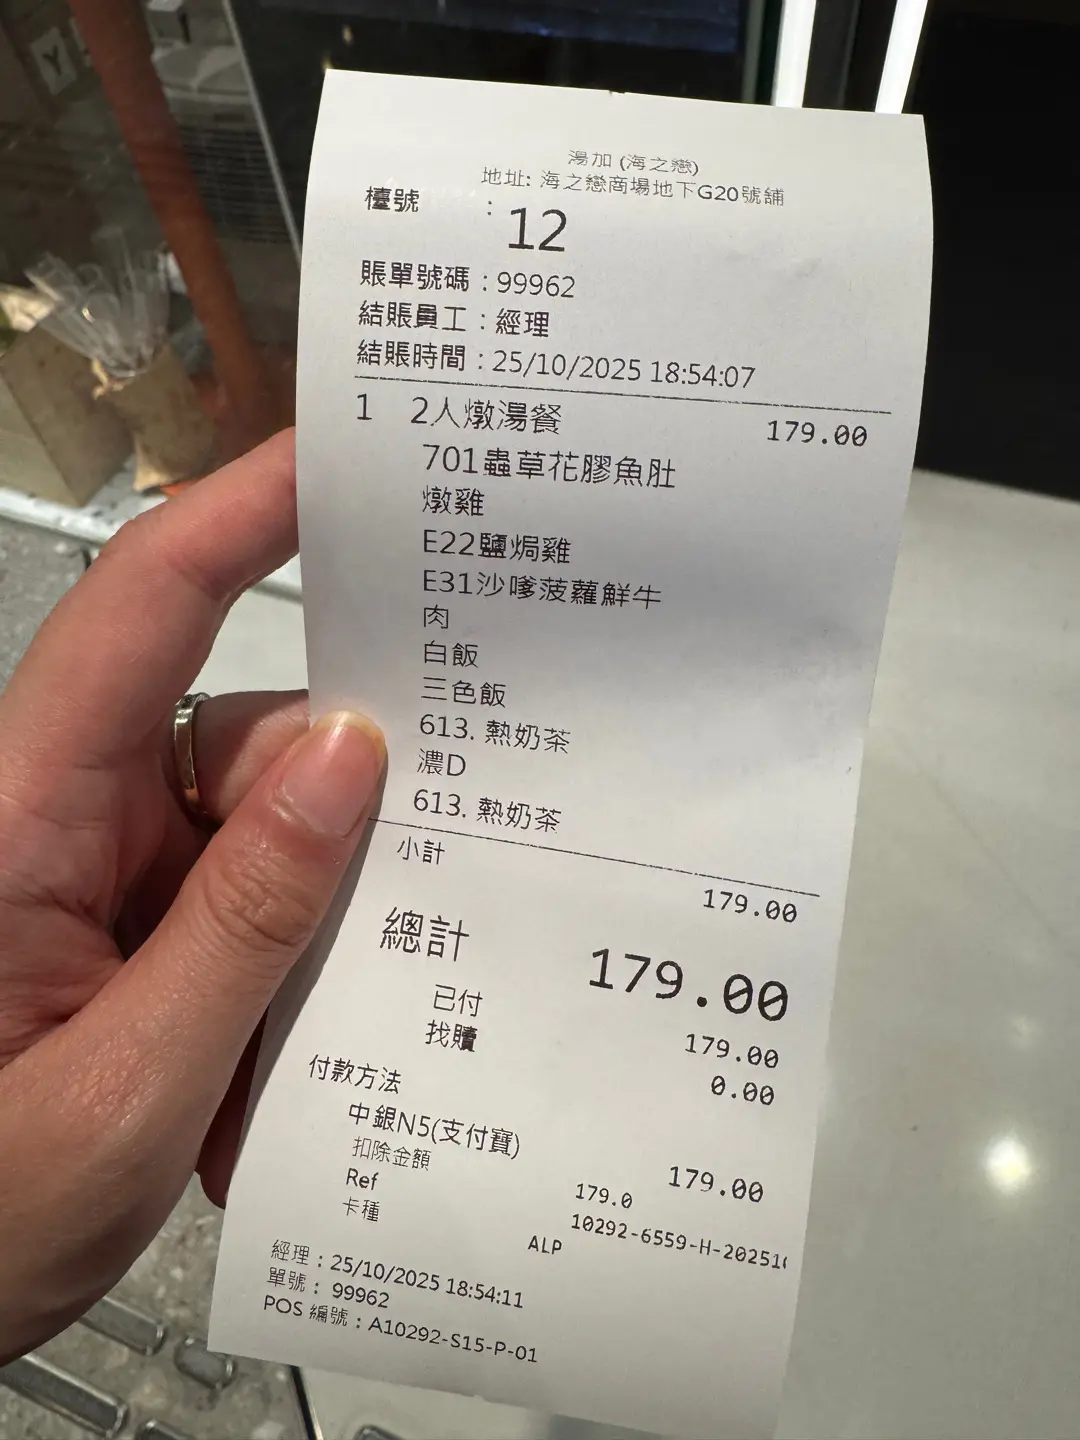 湯加 (海之戀)
地址: 海之戀商場地下G20號舖
檯號 : 12
賬單號碼 : 99962
結賬員工 : 經理
結賬時間 : 25/10/2025 18:54:07
1 2人燉湯餐 179.00
701蟲草花膠魚肚
燉雞
E22鹽焗雞
E31沙嗲菠蘿鮮牛
肉
白飯
三色飯
613. 熱奶茶
濃D
613. 熱奶茶
小計 179.00
總計 179.00
已付 179.00
找贖 0.00
付款方法
中銀N5(支付寶) 179.00
扣除金額 179.0
Ref 10292-6559-H-20251
卡種 ALP
經理 : 25/10/2025 18:54:11
單號 : 99962
POS 編號 : A10292-S15-P-01
Y